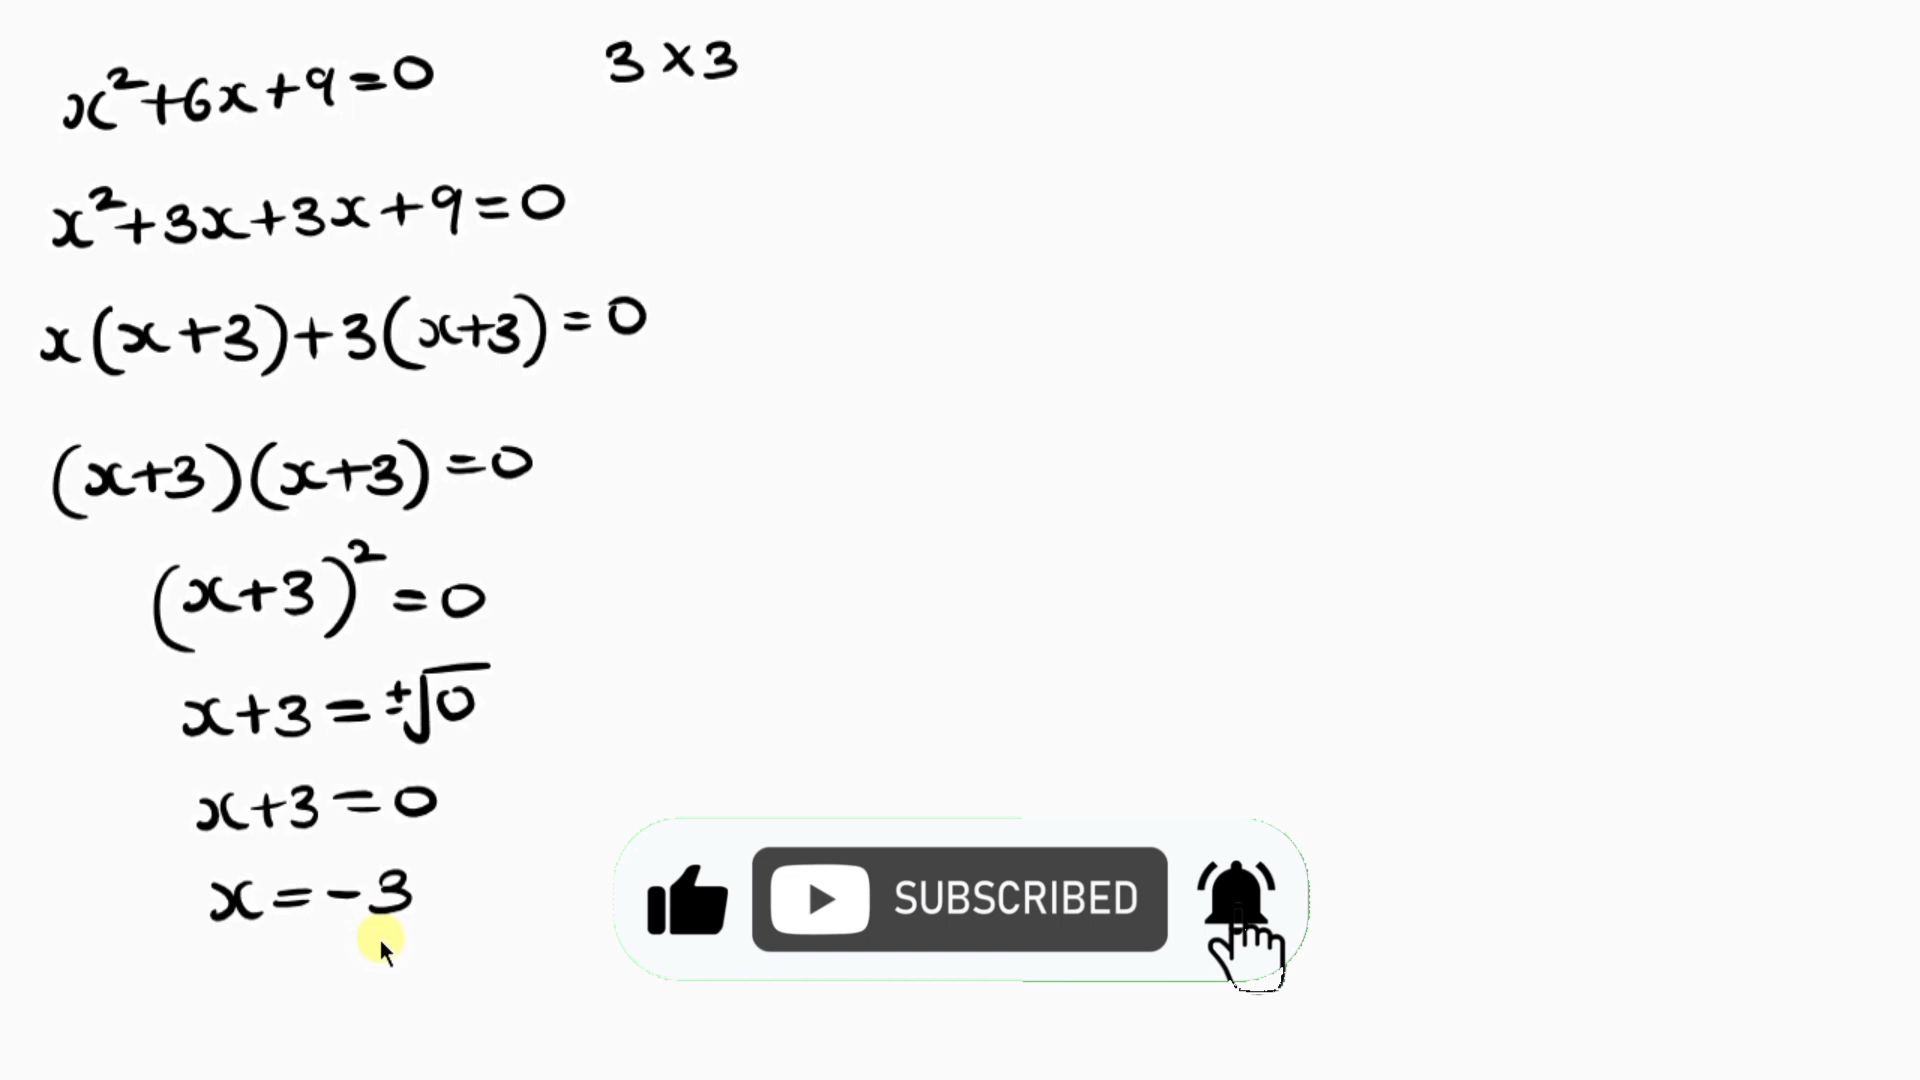 x²+6x+9=0
3×3
x²+3x+3x+9=0
x(x+3)+3(x+3)=0
(x+3)(x+3)=0
(x+3)²=0
x+3=±√0
x+3=0
x=-3
SUBSCRIBED